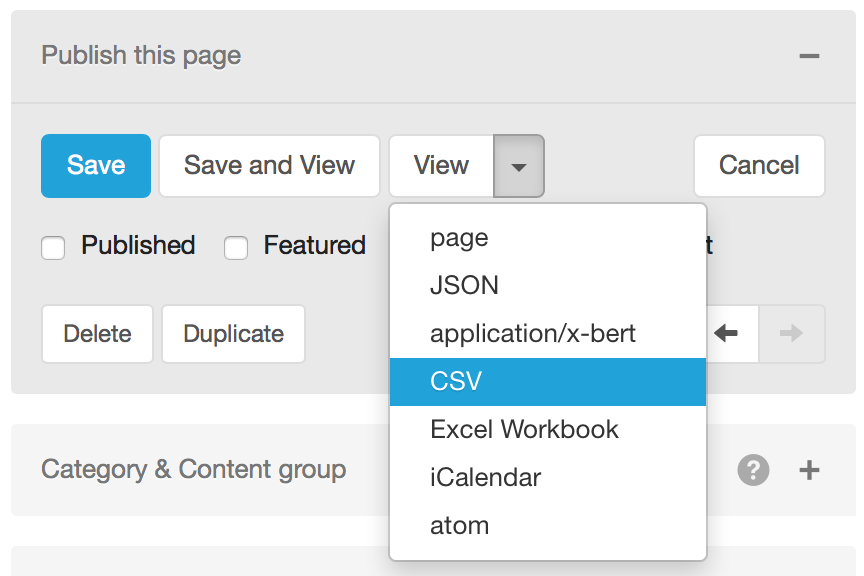 Publish this page
Save Save and View View Cancel
Published Featured t
page
JSON
Delete Duplicate application/x-bert
CSV
Excel Workbook
Category & Content group ?
iCalendar
atom